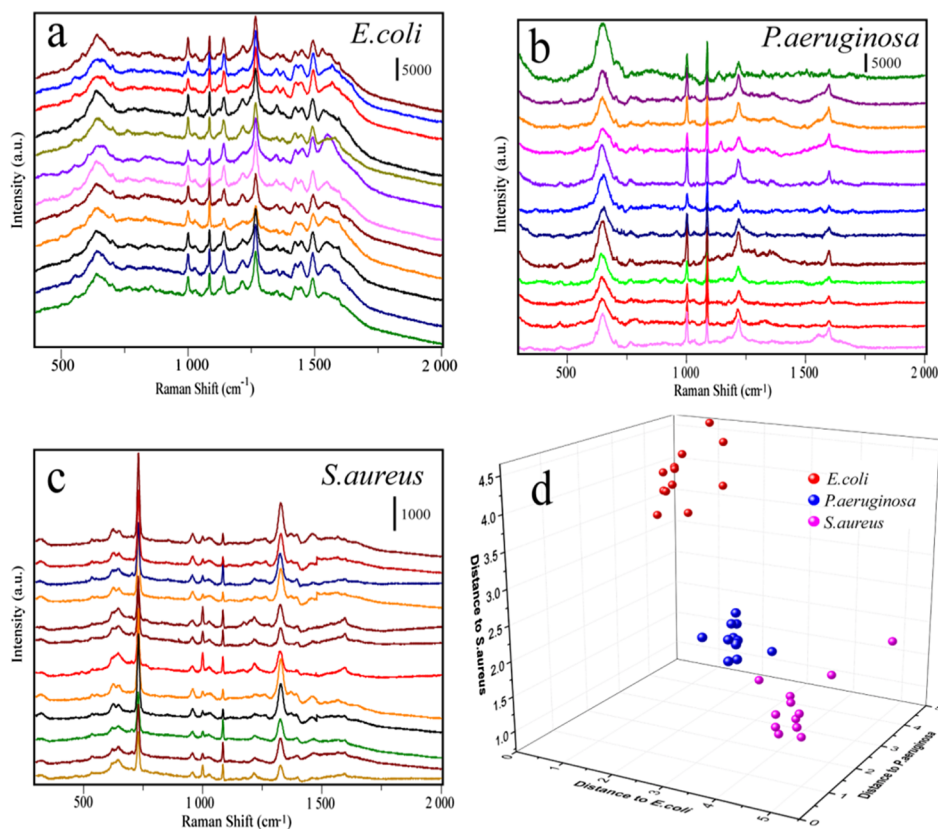 a
E.coli
5000
Intensity (a.u.)
500
1 000
1 500
2 000
Raman Shift (cm-1)
b
P.aeruginosa
5000
Intensity (a.u.)
500
1 000
1 500
2 000
Raman Shift (cm-1)
c
S.aureus
1000
Intensity (a.u.)
500
1 000
1 500
2 000
Raman Shift (cm-1)
d
E.coli
P.aeruginosa
S.aureus
4.5
4.0
3.5
3.0
2.5
2.0
1.5
1.0
Distance to S.aureus
0
1
2
3
4
5
Distance to E.coli
0
1
2
3
4
Distance to P.aeruginosa